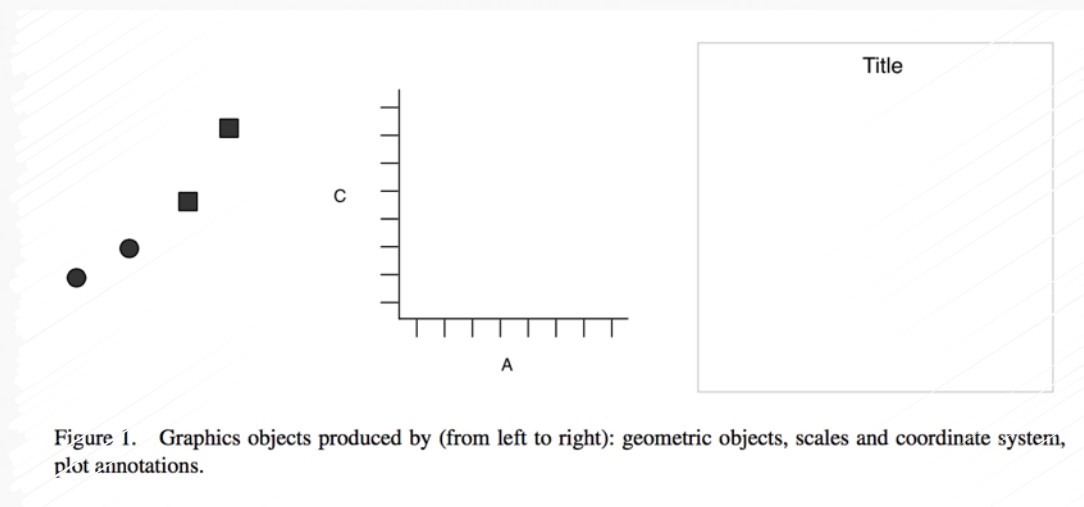 Title
C
A
Figure 1. Graphics objects produced by (from left to right): geometric objects, scales and coordinate system,
plot annotations.